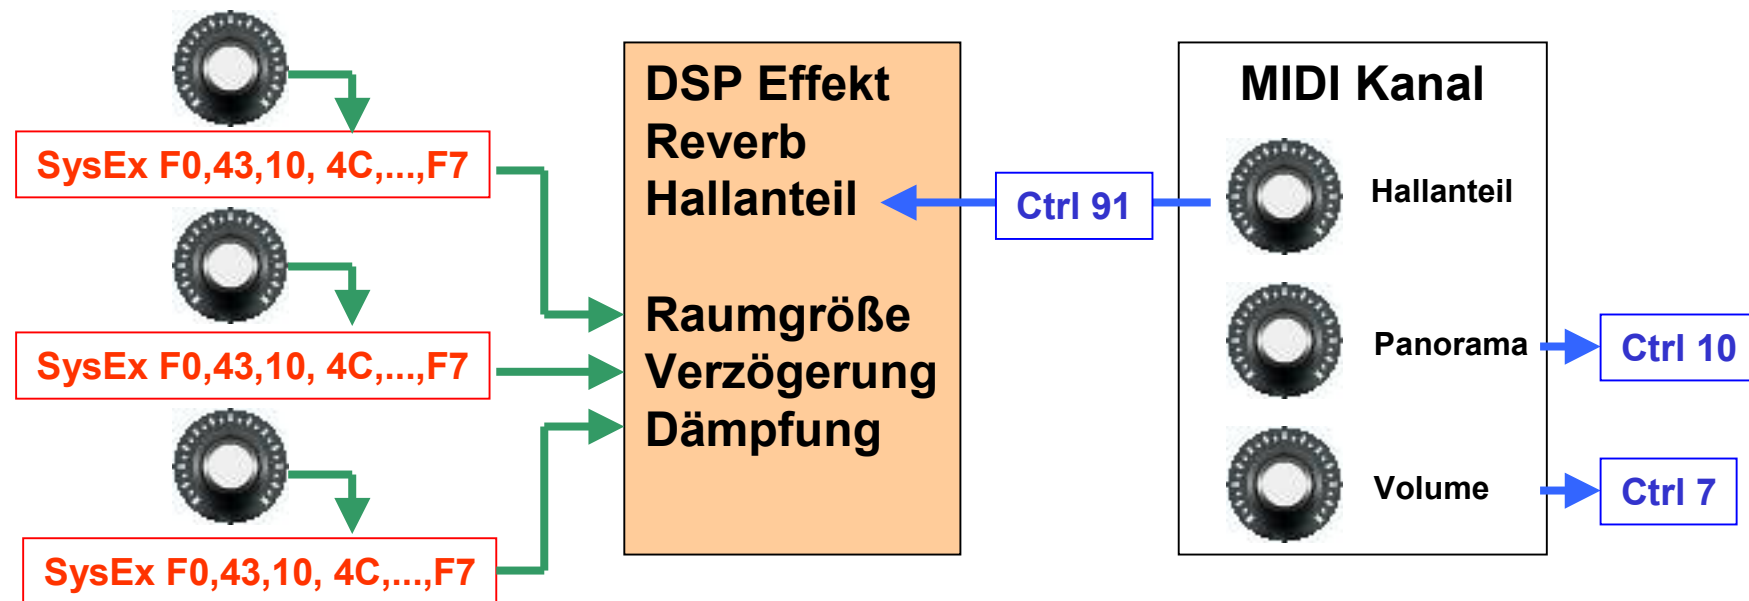 SysEx F0,43,10, 4C,...,F7
SysEx F0,43,10, 4C,...,F7
SysEx F0,43,10, 4C,...,F7
DSP Effekt
Reverb
Hallanteil
Raumgröße
Verzögerung
Dämpfung
Ctrl 91
MIDI Kanal
Hallanteil
Panorama
Volume
Ctrl 10
Ctrl 7